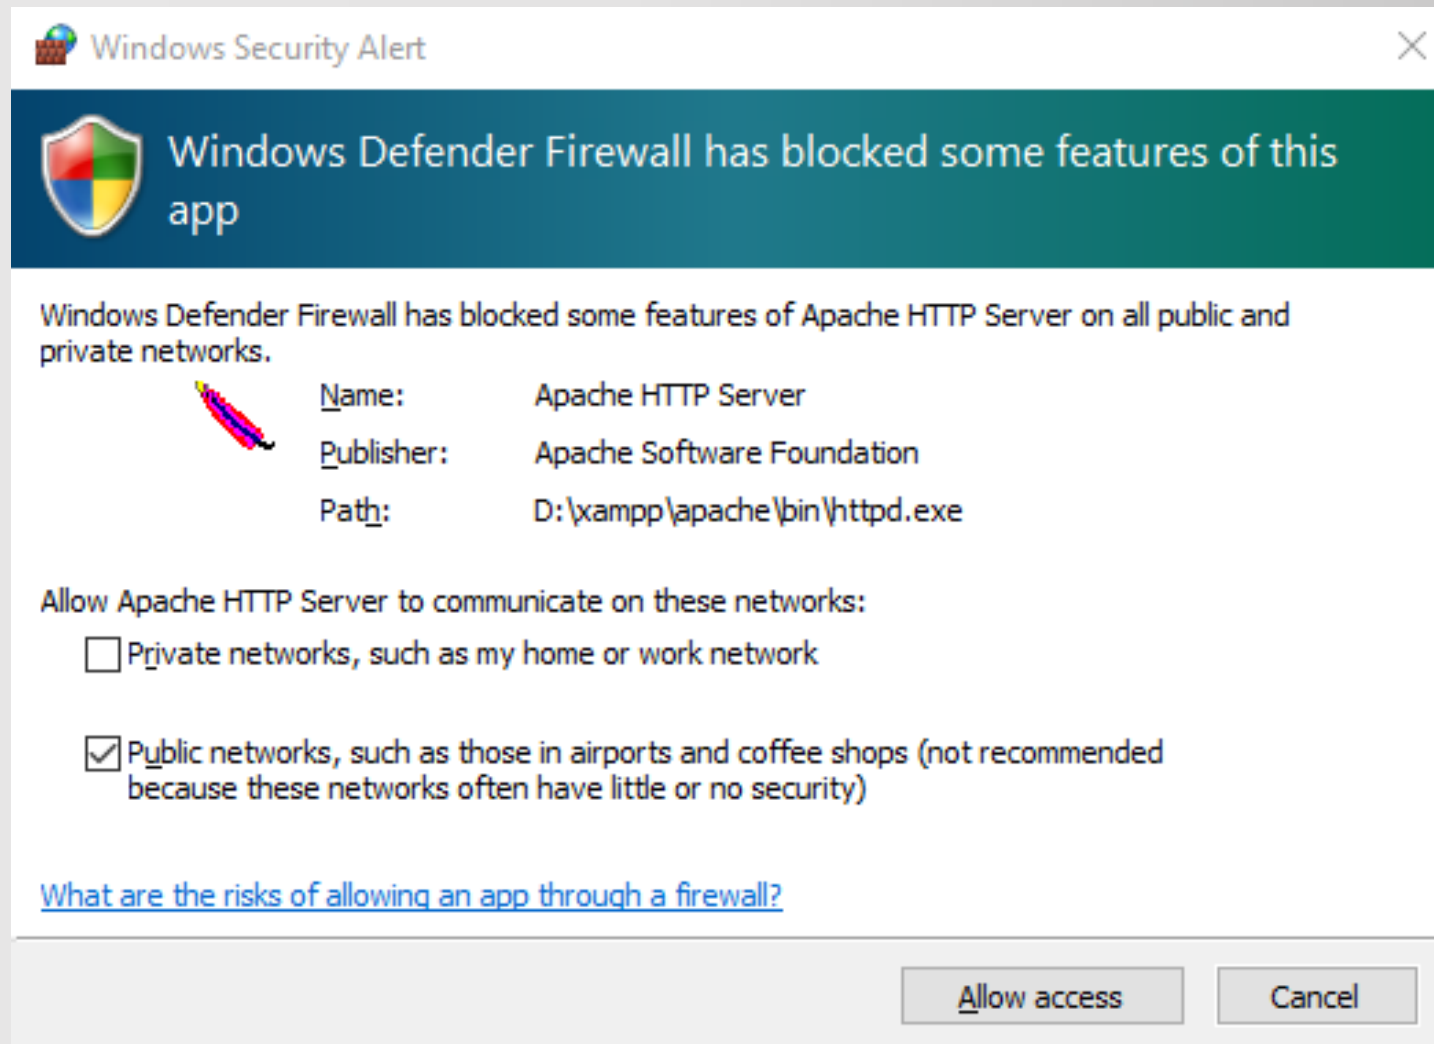 Windows Security Alert
Windows Defender Firewall has blocked some features of this
app
Windows Defender Firewall has blocked some features of Apache HTTP Server on all public and
private networks.
Name: Apache HTTP Server
Publisher: Apache Software Foundation
Path: D:\xampp\apache\bin\httpd.exe
Allow Apache HTTP Server to communicate on these networks:
Private networks, such as my home or work network
Public networks, such as those in airports and coffee shops (not recommended
because these networks often have little or no security)
What are the risks of allowing an app through a firewall?
Allow access Cancel